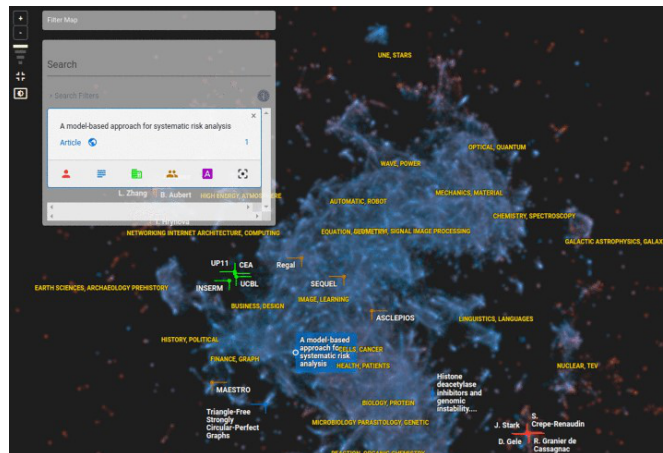 +
-
Filter Map
Search
Search Filters
A model-based approach for systematic risk analysis
Article
1
A
L. Zhang
B. Aubert
HIGH ENERGY, ATMOSPHERE
NETWORKING INTERNET ARCHITECTURE, COMPUTING
UNE, STARS
OPTICAL, QUANTUM
WAVE, POWER
MECHANICS, MATERIAL
AUTOMATIC, ROBOT
CHEMISTRY, SPECTROSCOPY
EQUATION, GEOMETRY, SIGNAL IMAGE PROCESSING
GALACTIC ASTROPHYSICS, GALAX
UP11
CEA
Regal
INSERM
UCBL
SEQUEL
EARTH SCIENCES, ARCHAEOLOGY PREHISTORY
IMAGE, LEARNING
BUSINESS, DESIGN
ASCLEPIOS
LINGUISTICS, LANGUAGES
HISTORY, POLITICAL
A model-based
approach for
systematic risk
analysis
CELLS, CANCER
FINANCE, GRAPH
HEALTH, PATIENTS
NUCLEAR, TEV
MAESTRO
Histone
deacetylase
inhibitors and
genomic
instability....
BIOLOGY, PROTEIN
Triangle-Free
Strongly
Circular-Perfect
Graphs
MICROBIOLOGY PARASITOLOGY, GENETIC
J. Stark
S.
Crepe-Renaudin
D. Gele
R. Granier de
Cassagnac